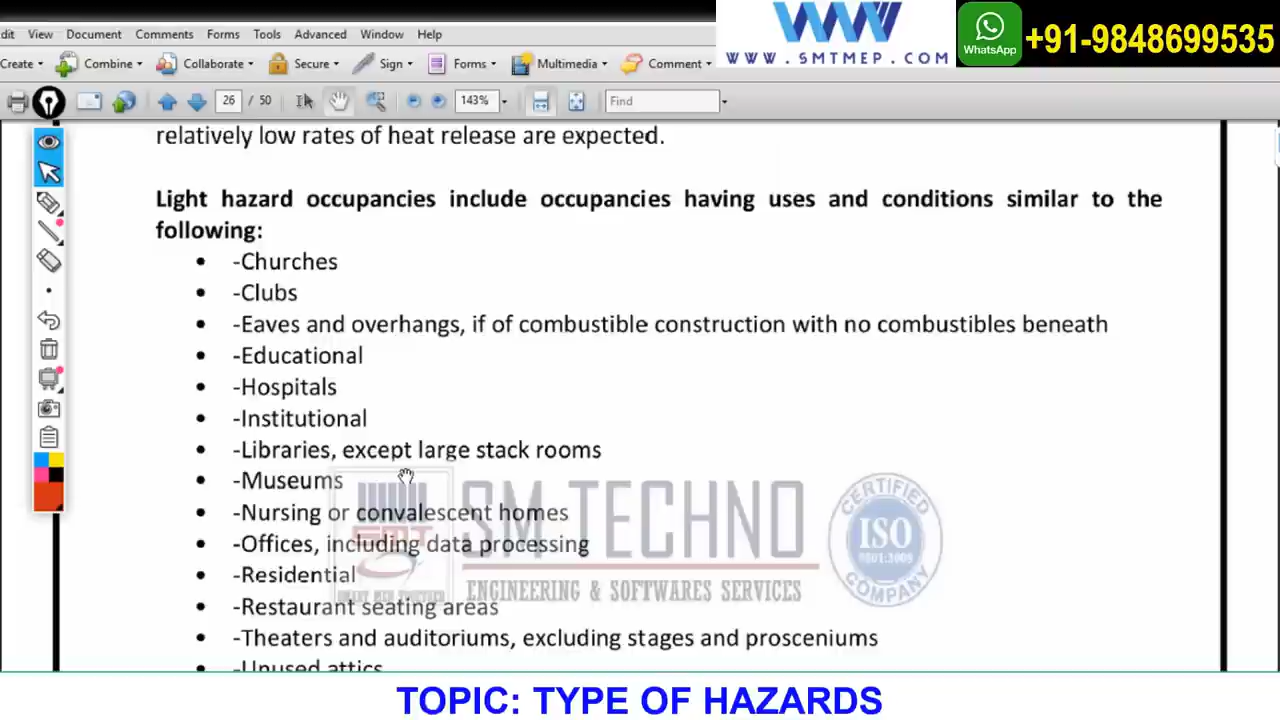 WWW.SMTMEP.COM
WhatsApp
+91-9848699535
dit View Document Comments Forms Tools Advanced Window Help
Create Combine Collaborate Secure Sign Forms Multimedia Comment
26 / 50 143% Find
relatively low rates of heat release are expected.
Light hazard occupancies include occupancies having uses and conditions similar to the
following:
• -Churches
• -Clubs
• -Eaves and overhangs, if of combustible construction with no combustibles beneath
• -Educational
• -Hospitals
• -Institutional
• -Libraries, except large stack rooms
• -Museums
• -Nursing or convalescent homes
• -Offices, including data processing
• -Residential
• -Restaurant seating areas
• -Theaters and auditoriums, excluding stages and prosceniums
• -Unused attics
SMT
SM TECHNO
ENGINEERING & SOFTWARES SERVICES
CERTIFIED
ISO
COMPANY
TOPIC: TYPE OF HAZARDS